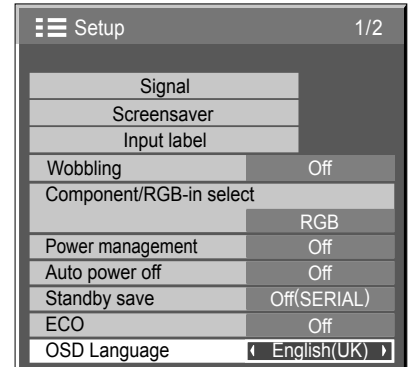 Setup 1/2
Signal
Screensaver
Input label
Wobbling Off
Component/RGB-in select
RGB
Power management Off
Auto power off Off
Standby save Off(SERIAL)
ECO Off
OSD Language English(UK)